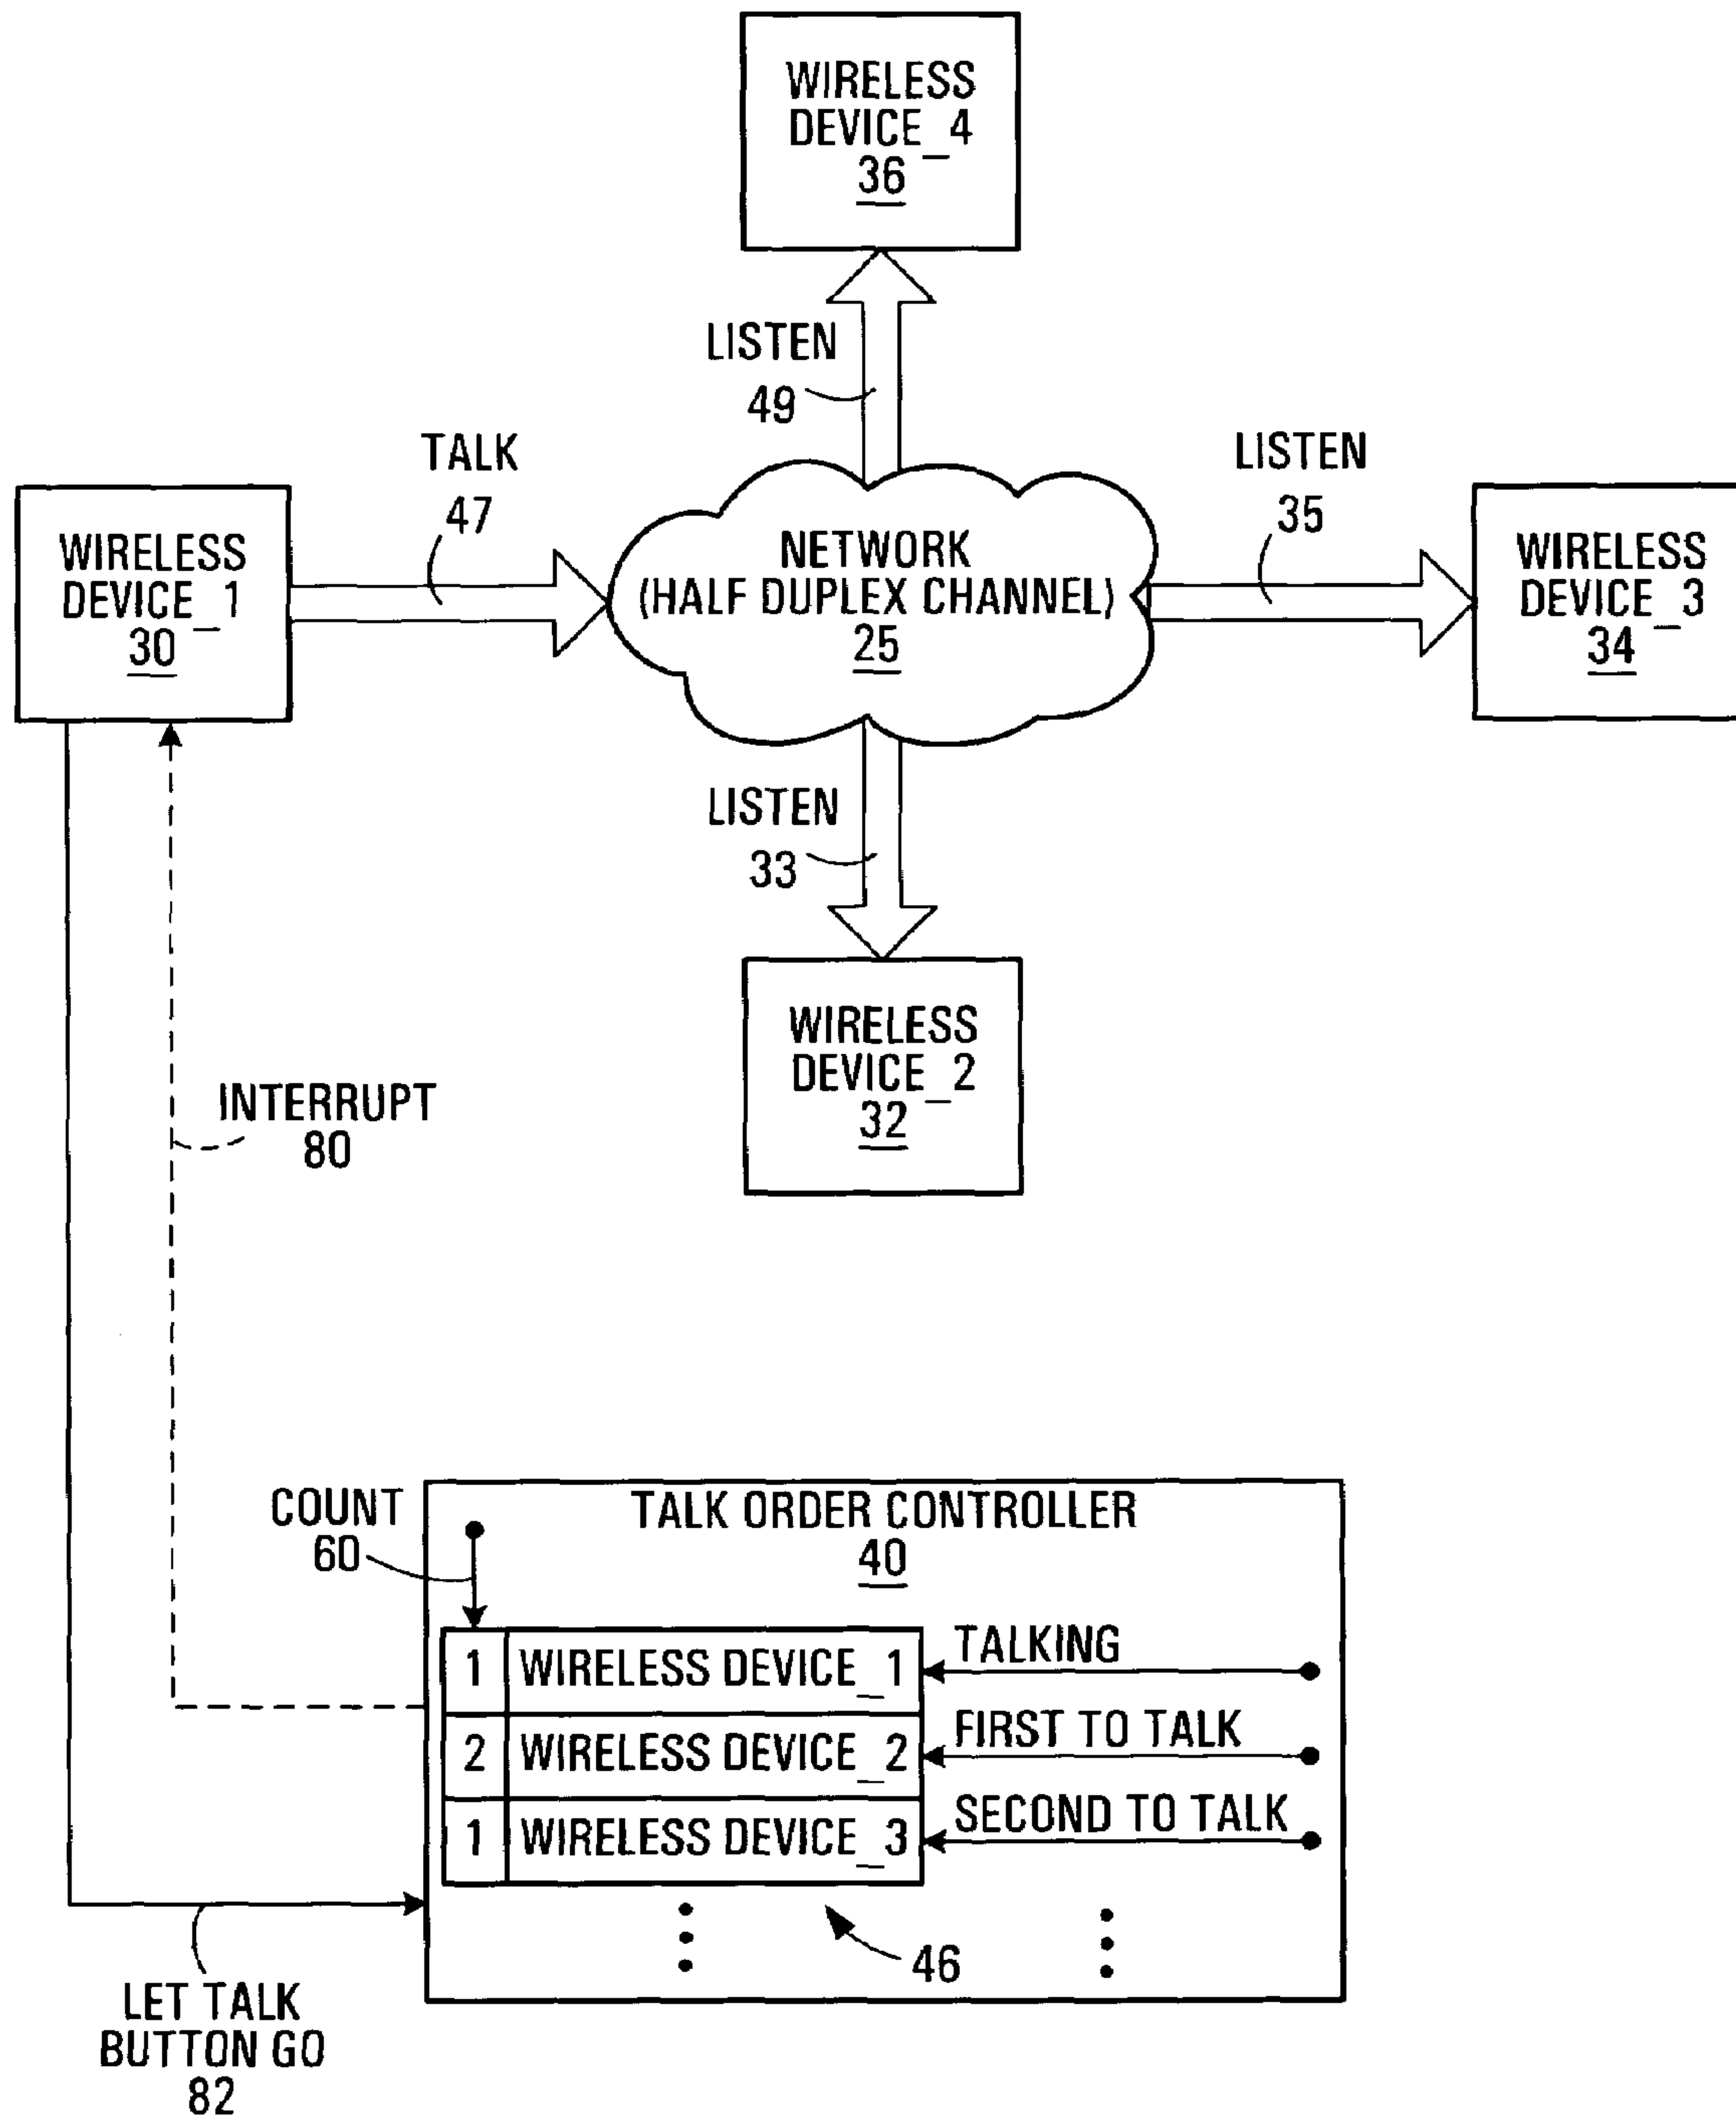 WIRELESS
DEVICE_4
36
LISTEN
49
TALK
47
LISTEN
35
WIRELESS
DEVICE_1
30
NETWORK
(HALF DUPLEX CHANNEL)
25
WIRELESS
DEVICE_3
34
LISTEN
33
WIRELESS
DEVICE_2
32
INTERRUPT
80
COUNT
60
TALK ORDER CONTROLLER
40
1 WIRELESS DEVICE_1 TALKING
2 WIRELESS DEVICE_2 FIRST TO TALK
1 WIRELESS DEVICE_3 SECOND TO TALK
46
LET TALK
BUTTON GO
82